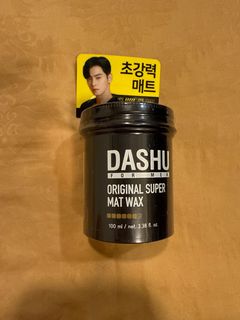 초강력
매트
DASHU
FOR MEN
ORIGINAL SUPER
MAT WAX
100 ml / net. 3.38 fl. oz